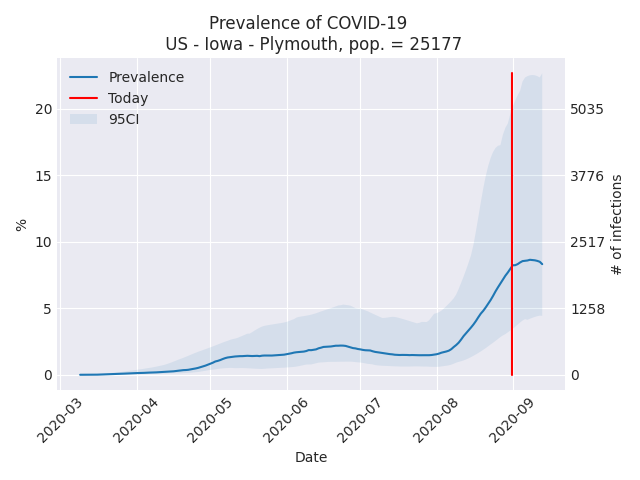 Prevalence of COVID-19
US - Iowa - Plymouth, pop. = 25177
Prevalence
Today
95CI
20
15
10
5
0
%
5035
3776
2517
1258
0
# of infections
2020-03
2020-04
2020-05
2020-06
2020-07
2020-08
2020-09
Date